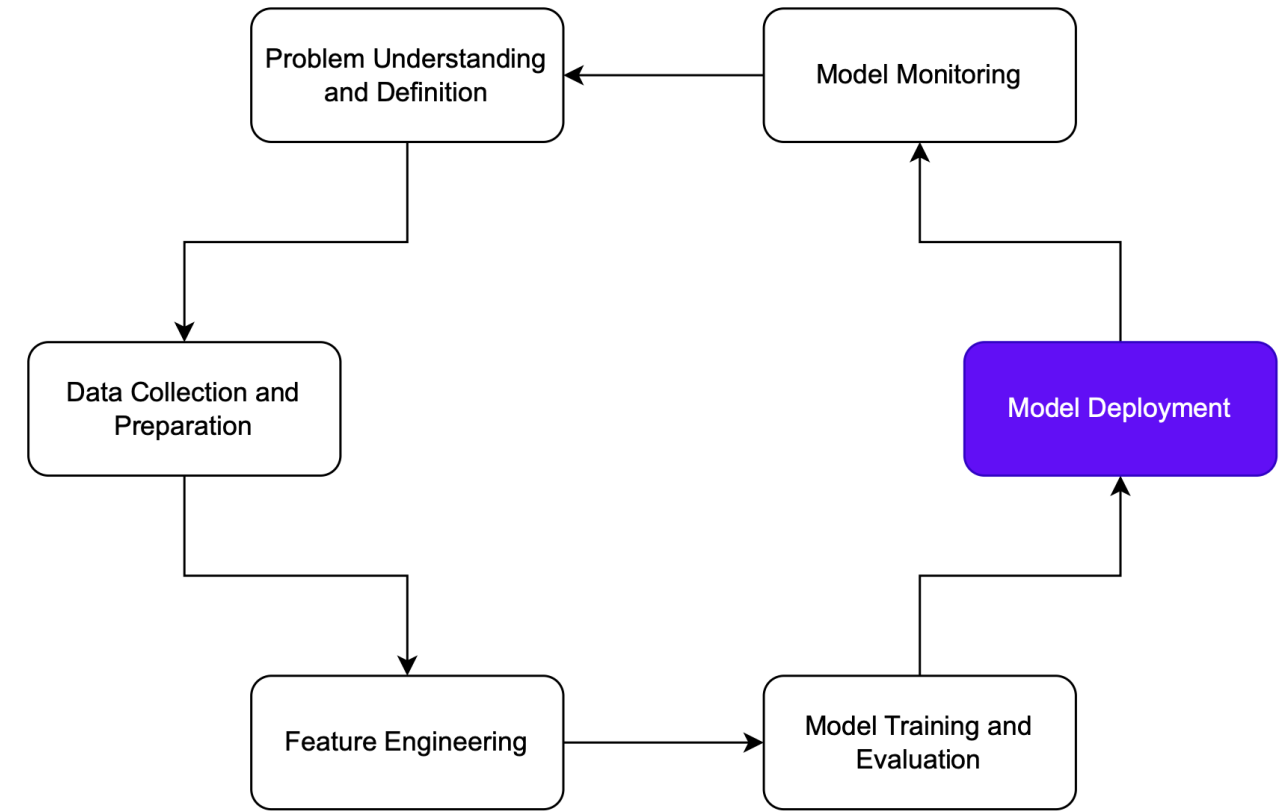 Problem Understanding
and Definition
Model Monitoring
Data Collection and
Preparation
Model Deployment
Feature Engineering
Model Training and
Evaluation